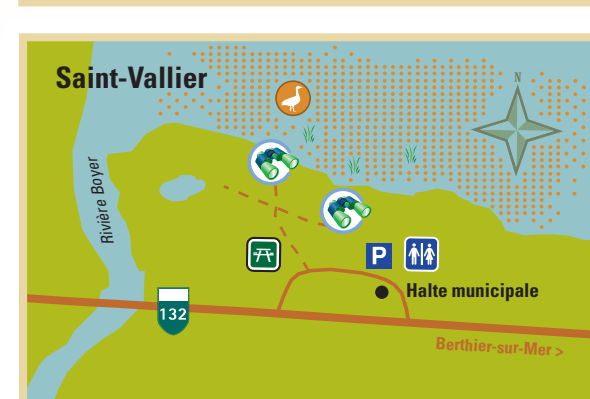 Saint-Vallier
N
Rivière Boyer
P
Halte municipale
132
Berthier-sur-Mer >